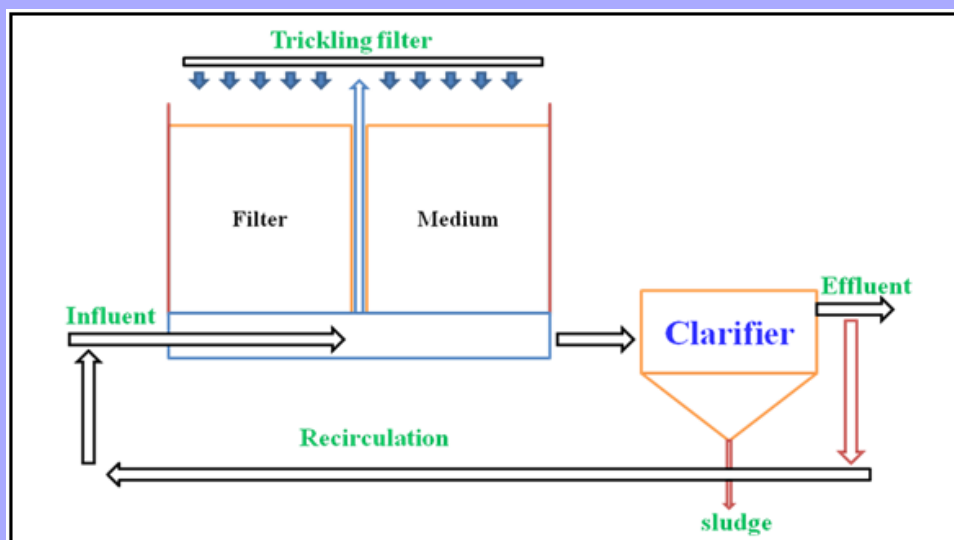 Trickling filter
Filter
Medium
Influent
Effluent
Clarifier
Recirculation
sludge